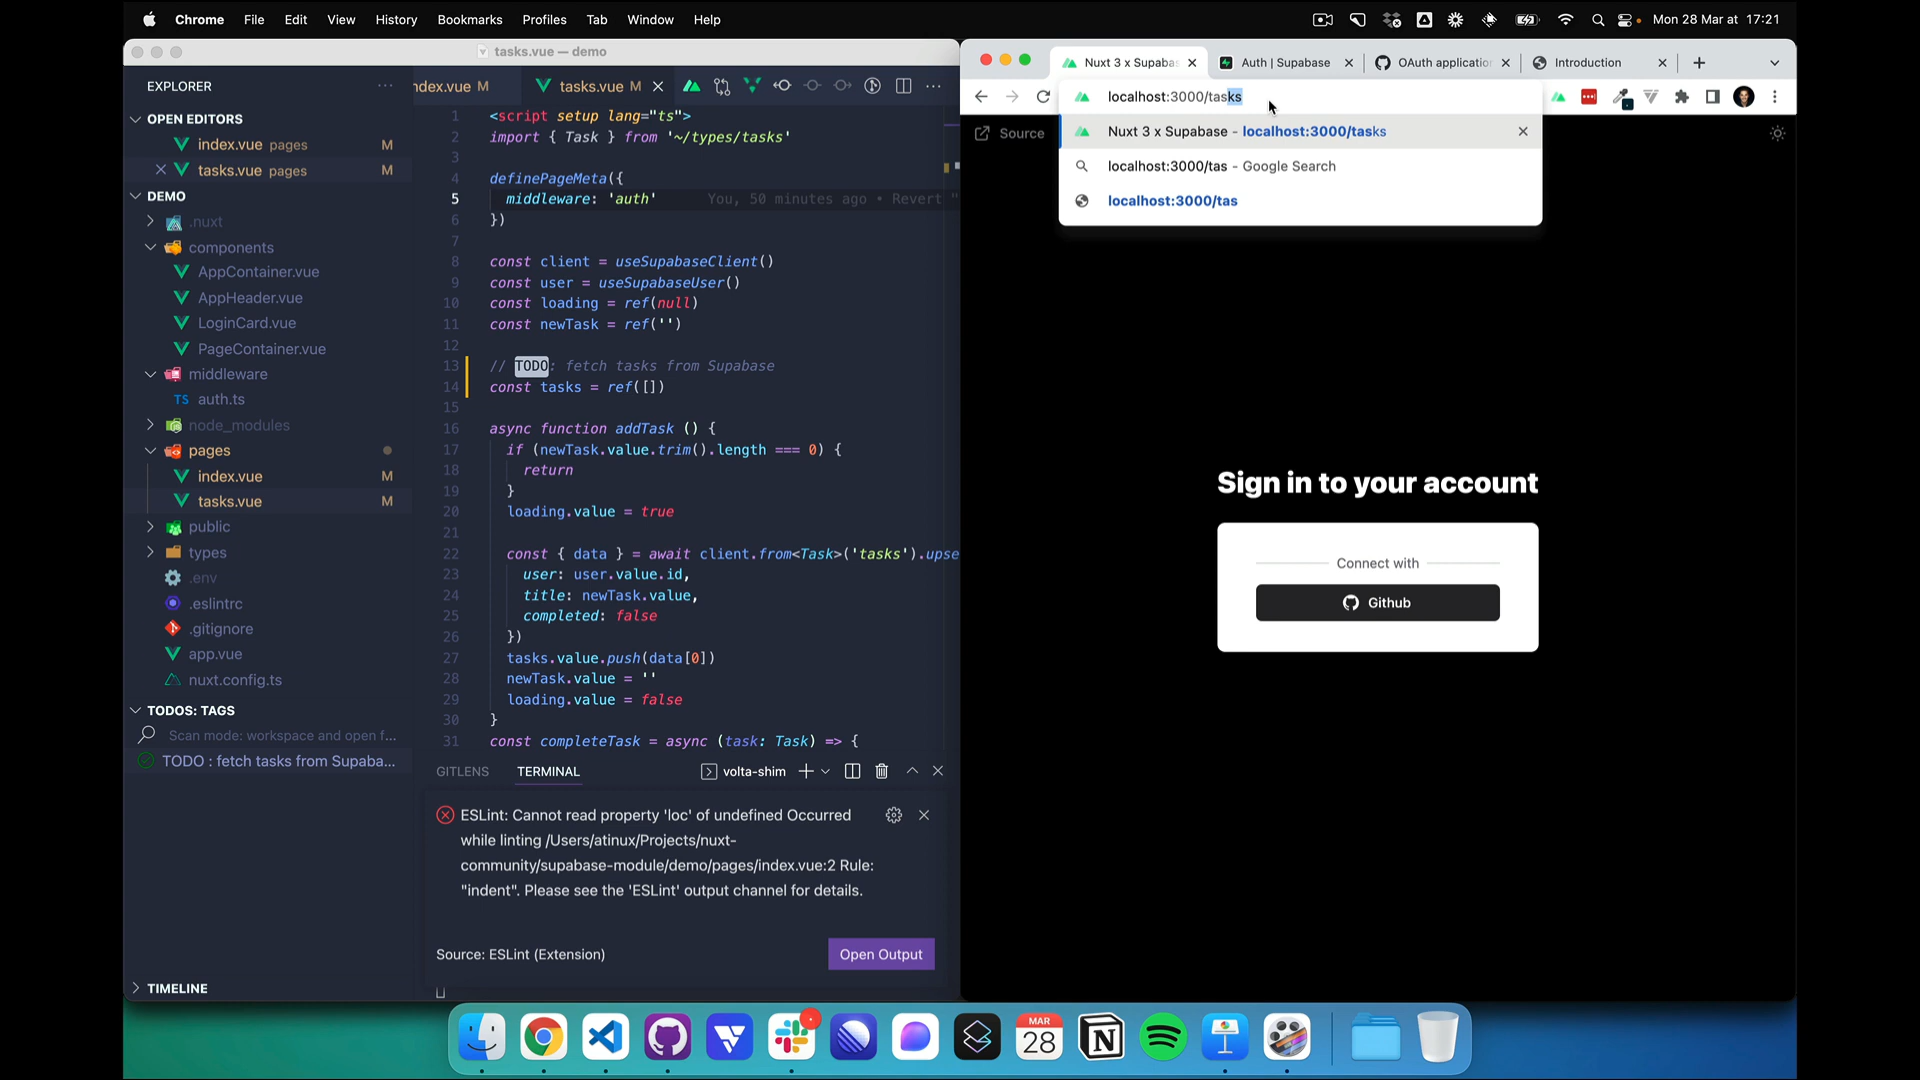 Chrome File Edit View History Bookmarks Profiles Tab Window Help
Mon 28 Mar at 17:21
tasks.vue — demo
EXPLORER
OPEN EDITORS
index.vue pages M
tasks.vue pages M
DEMO
.nuxt
components
AppContainer.vue
AppHeader.vue
LoginCard.vue
PageContainer.vue
middleware
TS auth.ts
node_modules
pages
index.vue M
tasks.vue M
public
types
.env
.eslintrc
.gitignore
app.vue
nuxt.config.ts
TODOS: TAGS
Scan mode: workspace and open f...
TODO : fetch tasks from Supaba...
TIMELINE
ndex.vue M
tasks.vue M
1 <script setup lang="ts">
2 import { Task } from '~/types/tasks'
3
4 definePageMeta({
5 middleware: 'auth' You, 50 minutes ago • Revert "
6 })
7
8 const client = useSupabaseClient()
9 const user = useSupabaseUser()
10 const loading = ref(null)
11 const newTask = ref('')
12
13 // TODO: fetch tasks from Supabase
14 const tasks = ref([])
15
16 async function addTask () {
17 if (newTask.value.trim().length === 0) {
18 return
19 }
20 loading.value = true
21
22 const { data } = await client.from<Task>('tasks').upse
23 user: user.value.id,
24 title: newTask.value,
25 completed: false
26 })
27 tasks.value.push(data[0])
28 newTask.value = ''
29 loading.value = false
30 }
31 const completeTask = async (task: Task) => {
GITLENS TERMINAL
volta-shim
ESLint: Cannot read property 'loc' of undefined Occurred
while linting /Users/atinux/Projects/nuxt-
community/supabase-module/demo/pages/index.vue:2 Rule:
"indent". Please see the 'ESLint' output channel for details.
Source: ESLint (Extension)
Open Output
Nuxt 3 x Supabas
Auth | Supabase
OAuth applicatio
Introduction
localhost:3000/tasks
Nuxt 3 x Supabase - localhost:3000/tasks
localhost:3000/tas - Google Search
localhost:3000/tas
Source
Sign in to your account
Connect with
Github
MAR
28